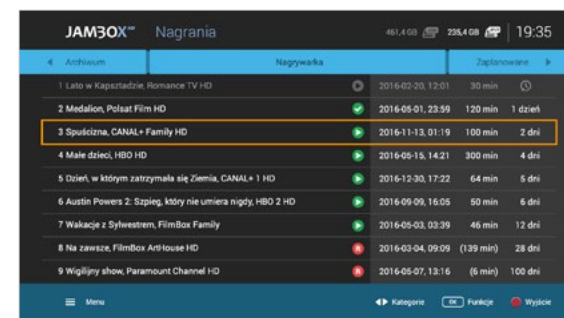 JAMBOX Nagrania 461,4 GB 235,4 GB 19:35
Archiwum Nagrywarka Zaplanowane
1 Lato w Kapsztadzie, Romance TV HD 2016-02-20, 12:01 30 min
2 Medalion, Polsat Film HD 2016-05-01, 23:59 120 min 1 dzień
3 Spuścizna, CANAL+ Family HD 2016-11-13, 01:19 100 min 2 dni
4 Małe dzieci, HBO HD 2016-05-15, 14:21 300 min 4 dni
5 Dzień, w którym zatrzymała się Ziemia, CANAL+ 1 HD 2016-12-30, 17:22 64 min 5 dni
6 Austin Powers 2: Szpieg, który nie umiera nigdy, HBO 2 HD 2016-09-09, 16:05 50 min 6 dni
7 Wakacje z Sylwestrem, FilmBox Family 2016-05-03, 03:39 46 min 12 dni
8 Na zawsze, FilmBox ArtHouse HD R 2016-03-04, 09:09 (139 min) 28 dni
9 Wigilijny show, Paramount Channel HD R 2016-05-07, 13:16 (6 min) 100 dni
Menu Kategorie OK Funkcje Wyjście